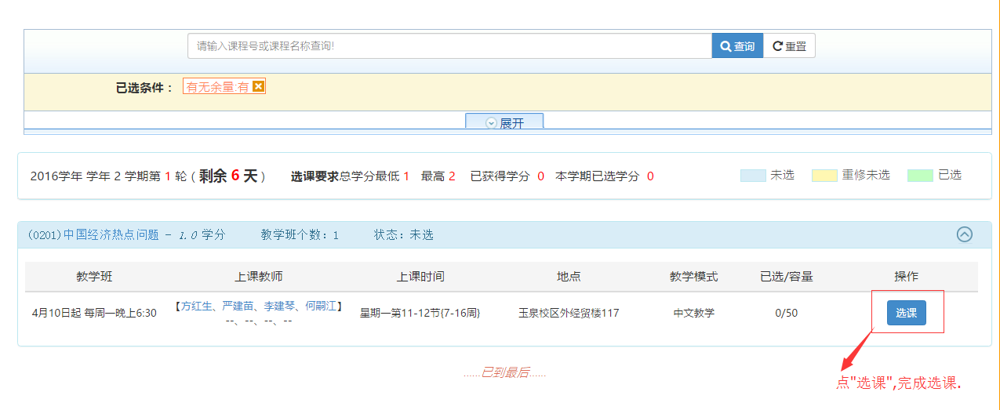 请输入课程号或课程名称查询! 查询 重置
已选条件： 有无余量:有
展开
2016学年 学年 2 学期第 1 轮 ( 剩余 6 天 ) 选课要求总学分最低 1 最高 2 已获得学分 0 本学期已选学分 0 未选 重修未选 已选
(0201)中国经济热点问题 - 1.0 学分 教学班个数：1 状态：未选
教学班 上课教师 上课时间 地点 教学模式 已选/容量 操作
4月10日起 每周一晚上6:30 【方红生、严建苗、李建琴、何嗣江】 星期一第11-12节{7-16周} 玉泉校区外经贸楼117 中文教学 0/50 选课
--、--、--、--
......已到最后......
点"选课",完成选课.